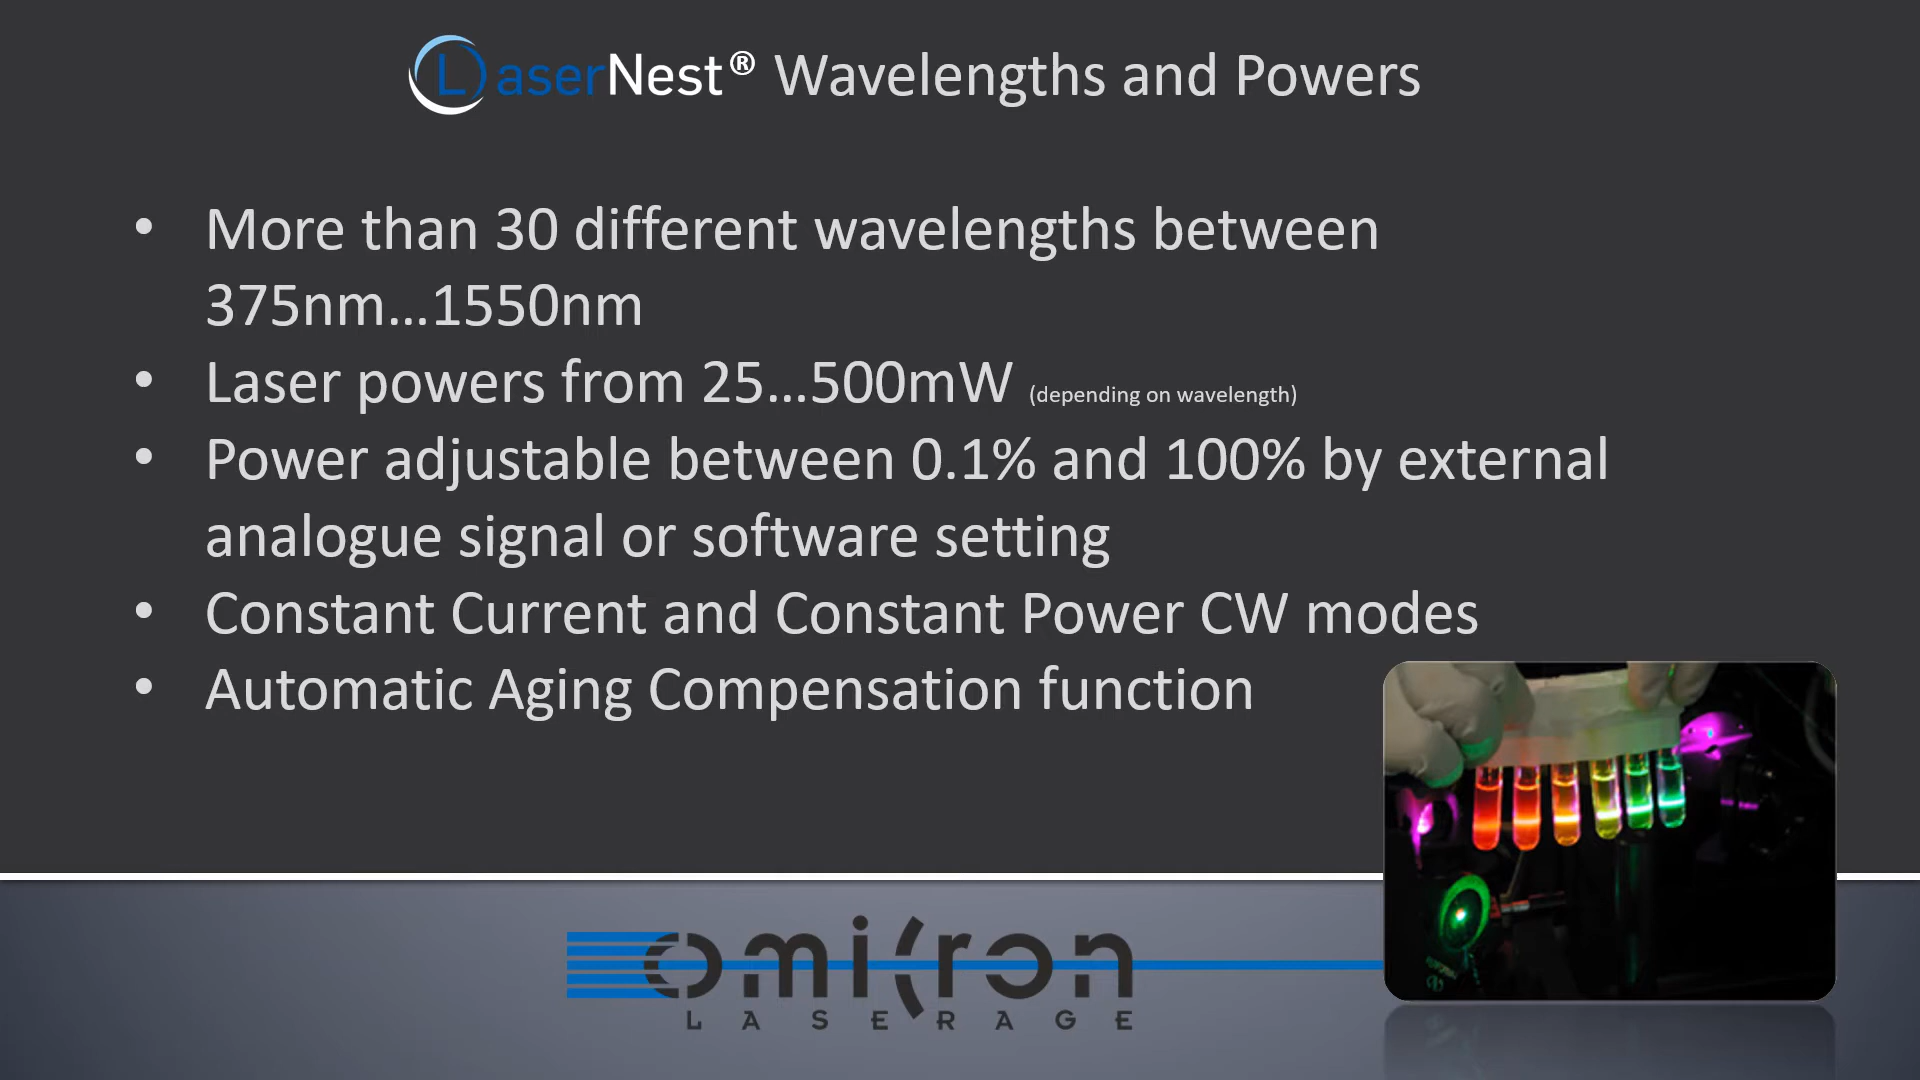 LaserNest® Wavelengths and Powers
• More than 30 different wavelengths between
375nm…1550nm
• Laser powers from 25…500mW (depending on wavelength)
• Power adjustable between 0.1% and 100% by external
analogue signal or software setting
• Constant Current and Constant Power CW modes
• Automatic Aging Compensation function
omicron
LASERAGE